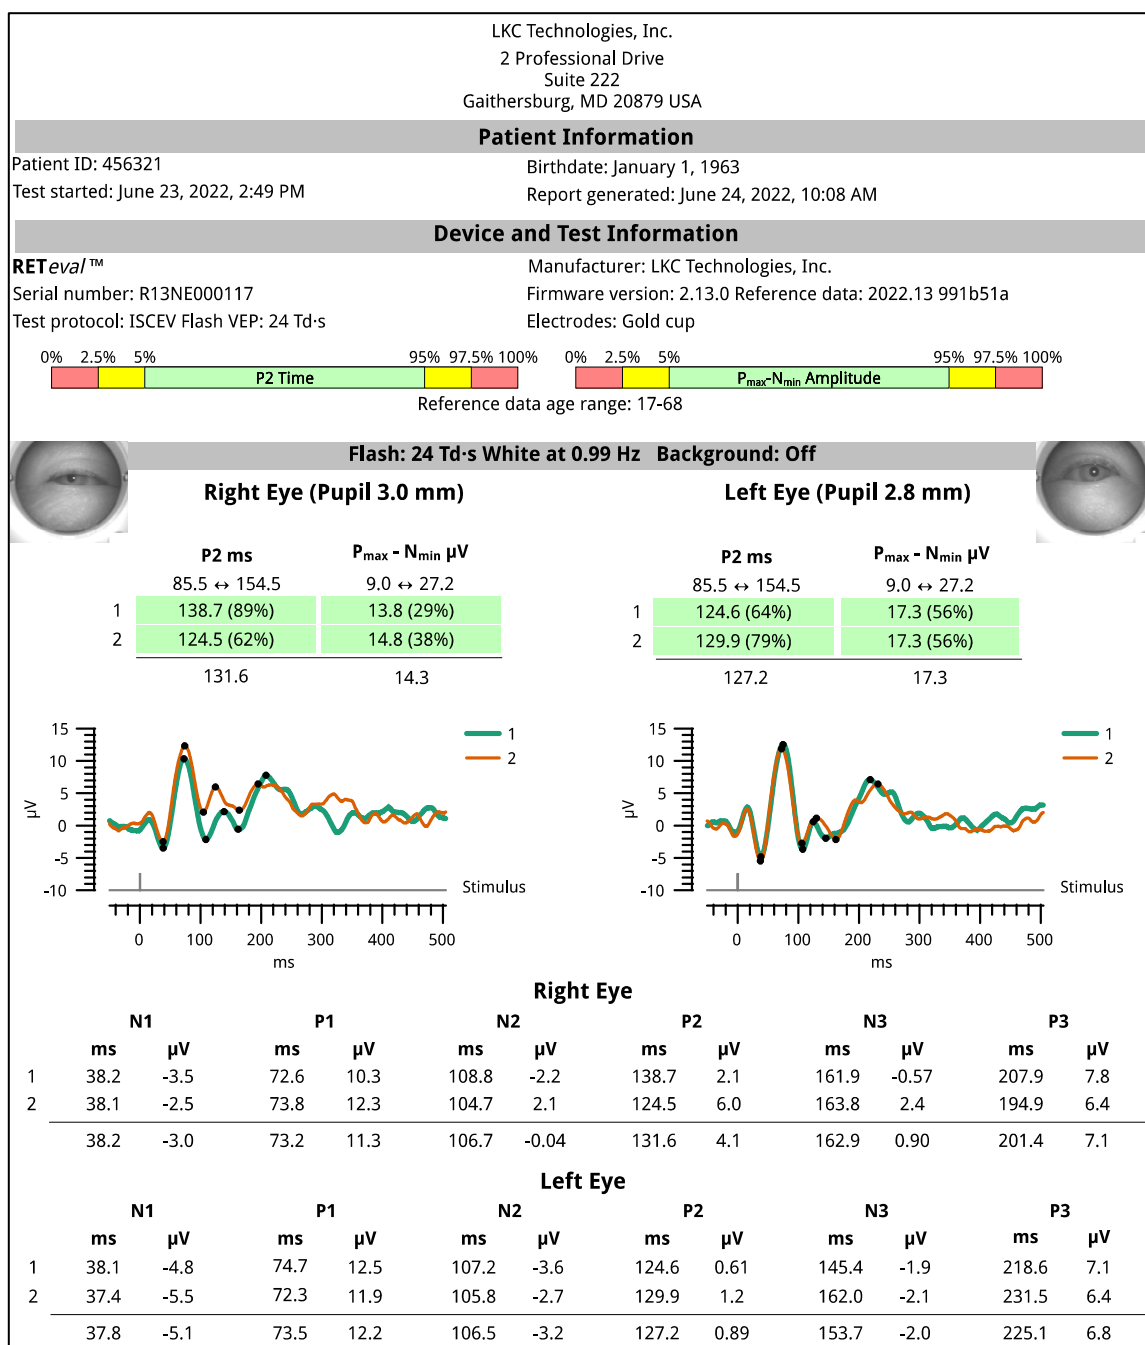 LKC Technologies, Inc.
2 Professional Drive
Suite 222
Gaithersburg, MD 20879 USA
Patient Information
Patient ID: 456321 Birthdate: January 1, 1963
Test started: June 23, 2022, 2:49 PM Report generated: June 24, 2022, 10:08 AM
Device and Test Information
RETeval™ Manufacturer: LKC Technologies, Inc.
Serial number: R13NE000117 Firmware version: 2.13.0 Reference data: 2022.13 991b51a
Test protocol: ISCEV Flash VEP: 24 Td·s Electrodes: Gold cup
0% 2.5% 5% 95% 97.5% 100% 0% 2.5% 5% 95% 97.5% 100%
P2 Time Pmax-Nmin Amplitude
Reference data age range: 17-68
Flash: 24 Td·s White at 0.99 Hz Background: Off
Right Eye (Pupil 3.0 mm) Left Eye (Pupil 2.8 mm)
P2 ms Pmax - Nmin µV P2 ms Pmax - Nmin µV
85.5 ↔ 154.5 9.0 ↔ 27.2 85.5 ↔ 154.5 9.0 ↔ 27.2
1 138.7 (89%) 13.8 (29%) 1 124.6 (64%) 17.3 (56%)
2 124.5 (62%) 14.8 (38%) 2 129.9 (79%) 17.3 (56%)
131.6 14.3 127.2 17.3
15 1 15 1
10 2 10 2
5 5
µV 0 µV 0
-5 -5
-10 Stimulus -10 Stimulus
0 100 200 300 400 500 0 100 200 300 400 500
ms ms
Right Eye
N1 P1 N2 P2 N3 P3
ms µV ms µV ms µV ms µV ms µV ms µV
1 38.2 -3.5 72.6 10.3 108.8 -2.2 138.7 2.1 161.9 -0.57 207.9 7.8
2 38.1 -2.5 73.8 12.3 104.7 2.1 124.5 6.0 163.8 2.4 194.9 6.4
38.2 -3.0 73.2 11.3 106.7 -0.04 131.6 4.1 162.9 0.90 201.4 7.1
Left Eye
N1 P1 N2 P2 N3 P3
ms µV ms µV ms µV ms µV ms µV ms µV
1 38.1 -4.8 74.7 12.5 107.2 -3.6 124.6 0.61 145.4 -1.9 218.6 7.1
2 37.4 -5.5 72.3 11.9 105.8 -2.7 129.9 1.2 162.0 -2.1 231.5 6.4
37.8 -5.1 73.5 12.2 106.5 -3.2 127.2 0.89 153.7 -2.0 225.1 6.8